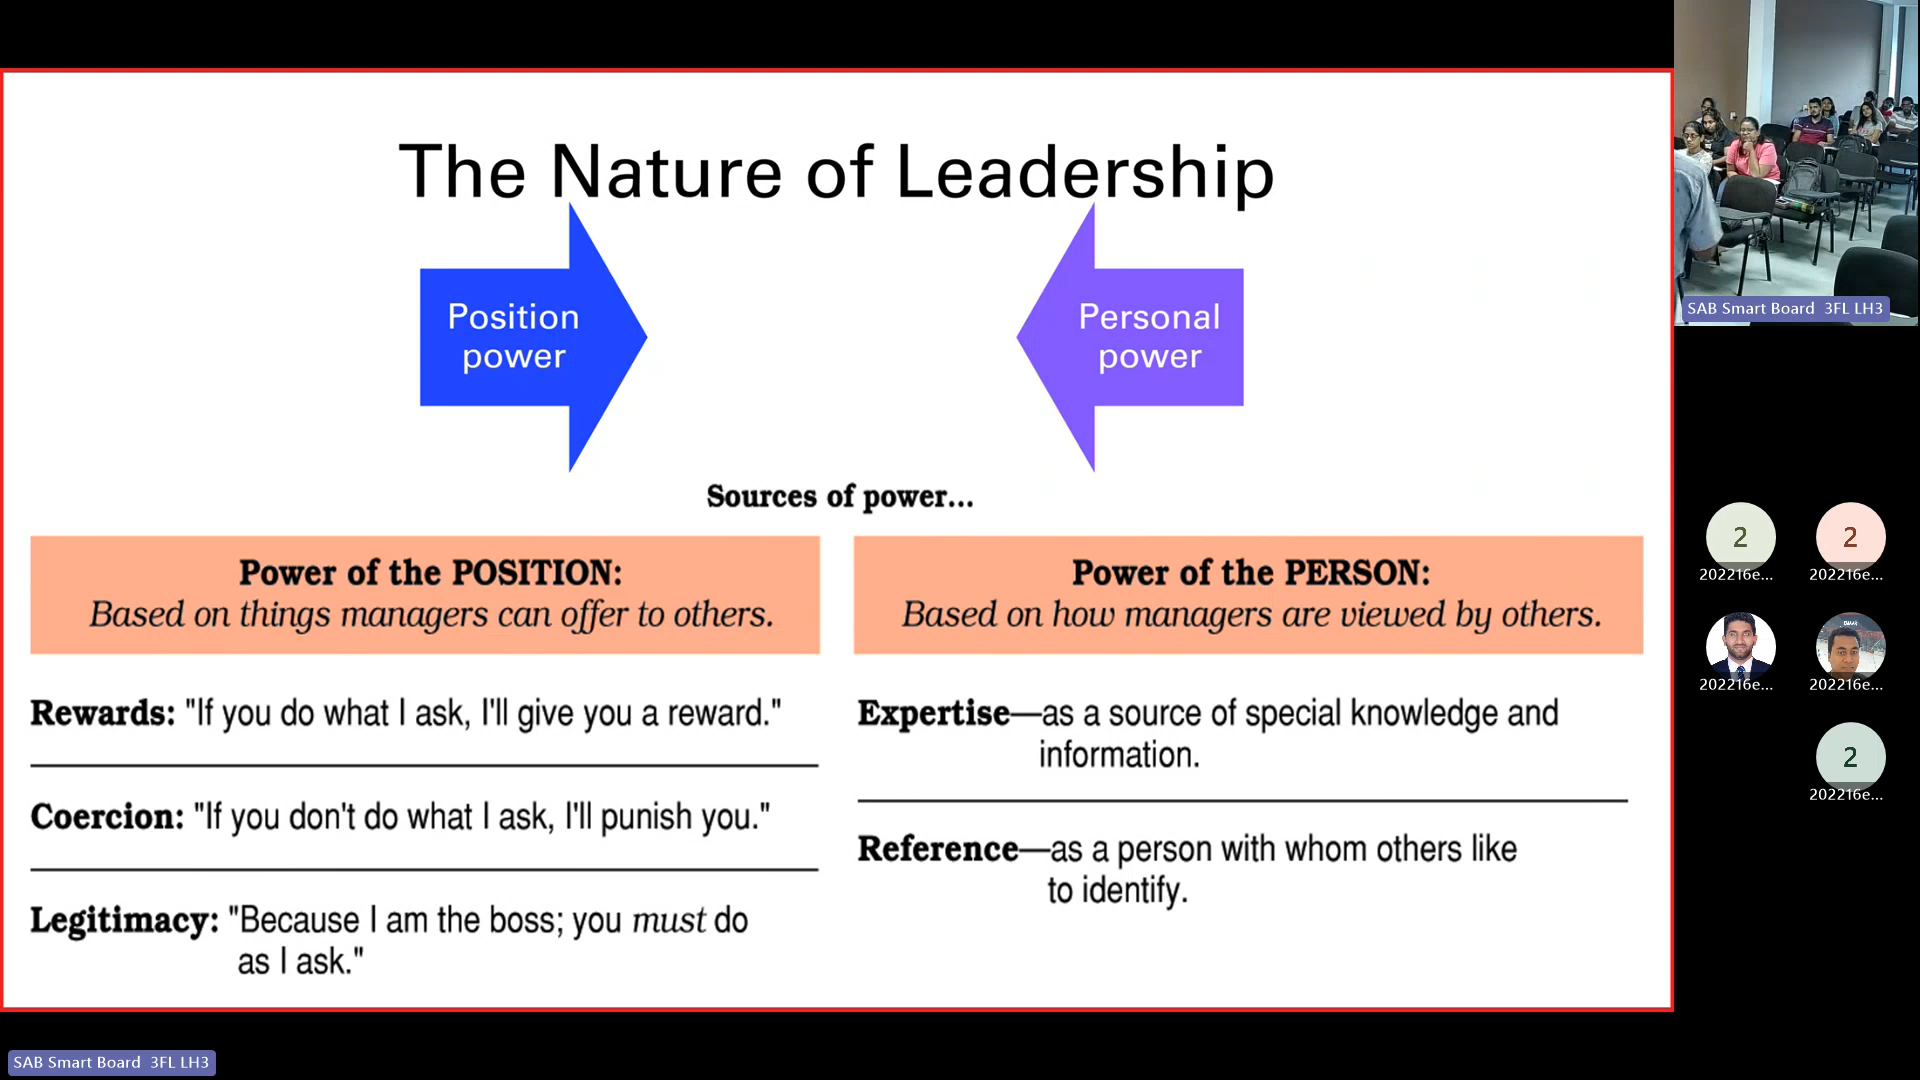 The Nature of Leadership
Position
power
Personal
power
Sources of power...
Power of the POSITION:
Based on things managers can offer to others.
Power of the PERSON:
Based on how managers are viewed by others.
Rewards: "If you do what I ask, I'll give you a reward."
Coercion: "If you don't do what I ask, I'll punish you."
Legitimacy: "Because I am the boss; you must do
as I ask."
Expertise—as a source of special knowledge and
information.
Reference—as a person with whom others like
to identify.
SAB Smart Board 3FL LH3
2
202216e...
2
202216e...
202216e...
202216e...
2
202216e...
SAB Smart Board 3FL LH3